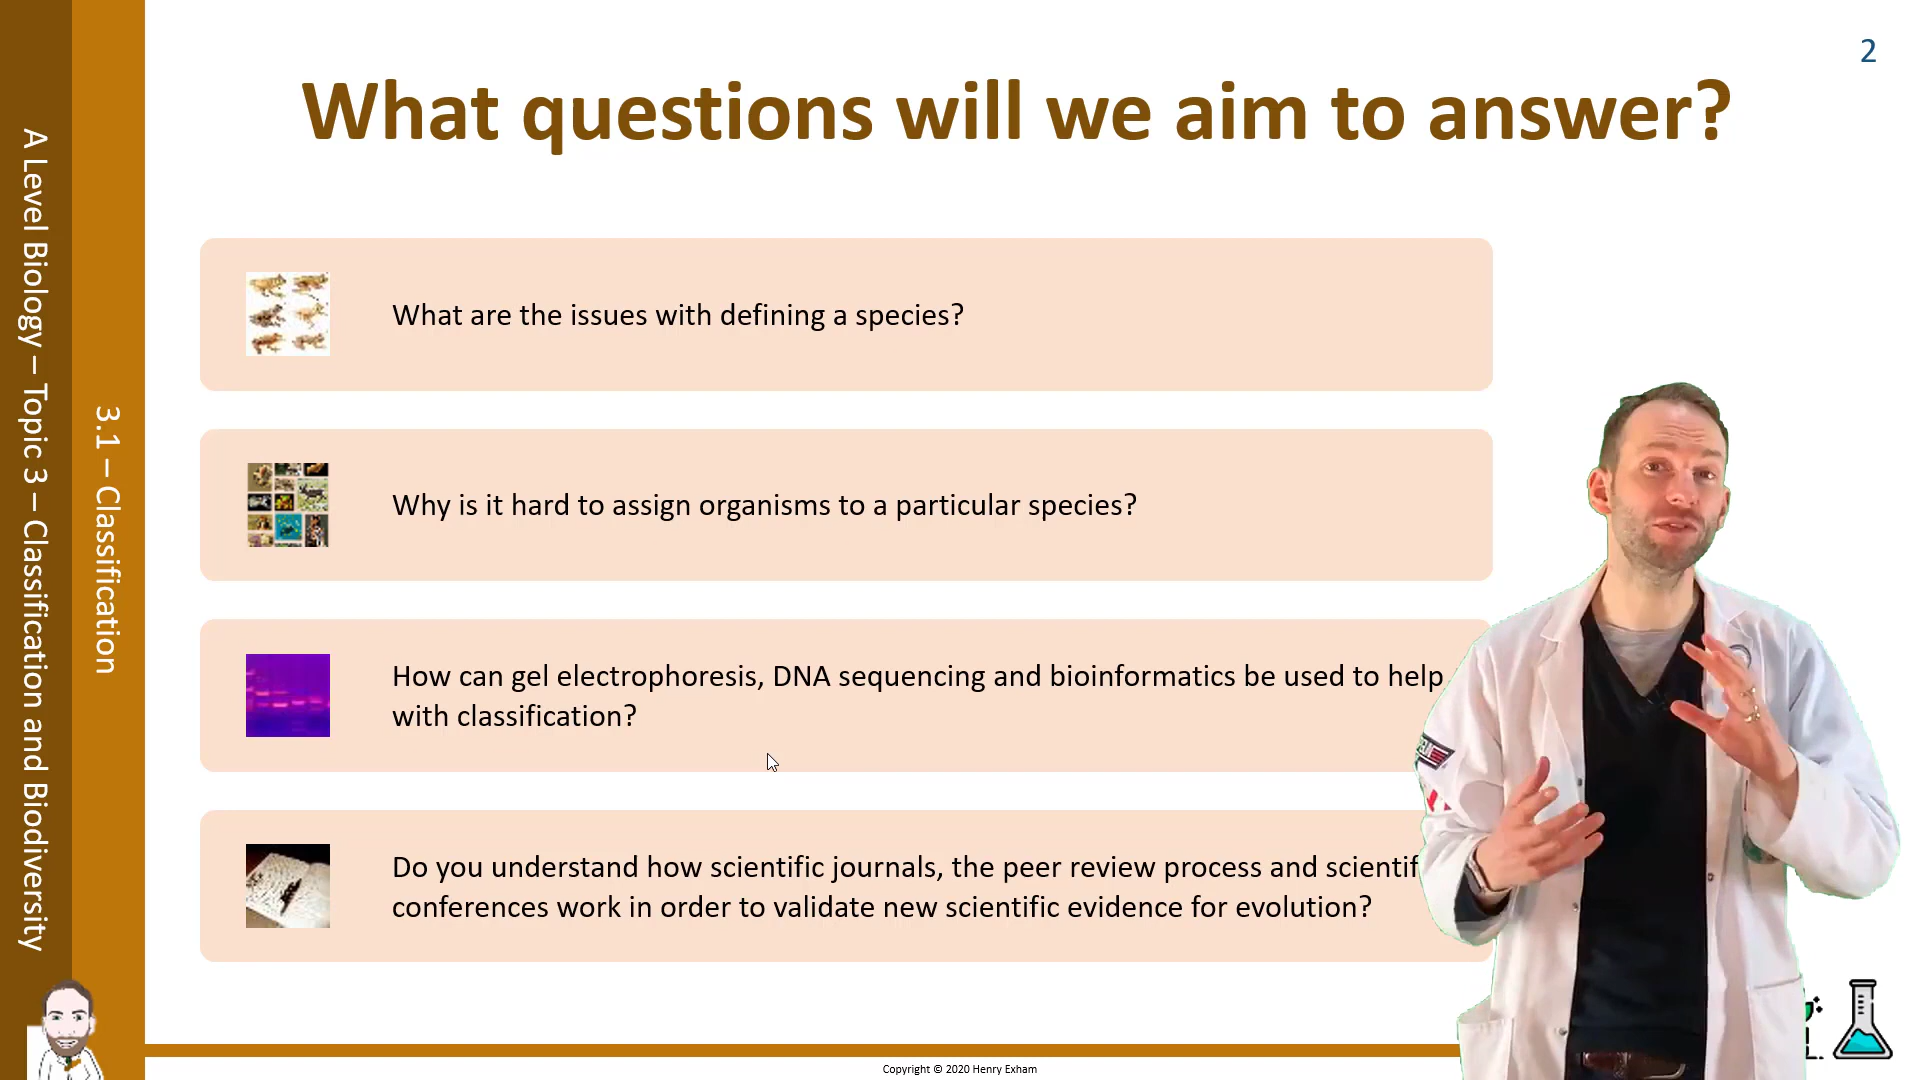 2
What questions will we aim to answer?
A Level Biology – Topic 3 – Classification and Biodiversity
3.1 – Classification
What are the issues with defining a species?
Why is it hard to assign organisms to a particular species?
How can gel electrophoresis, DNA sequencing and bioinformatics be used to help
with classification?
Do you understand how scientific journals, the peer review process and scientif
conferences work in order to validate new scientific evidence for evolution?
Copyright © 2020 Henry Exham